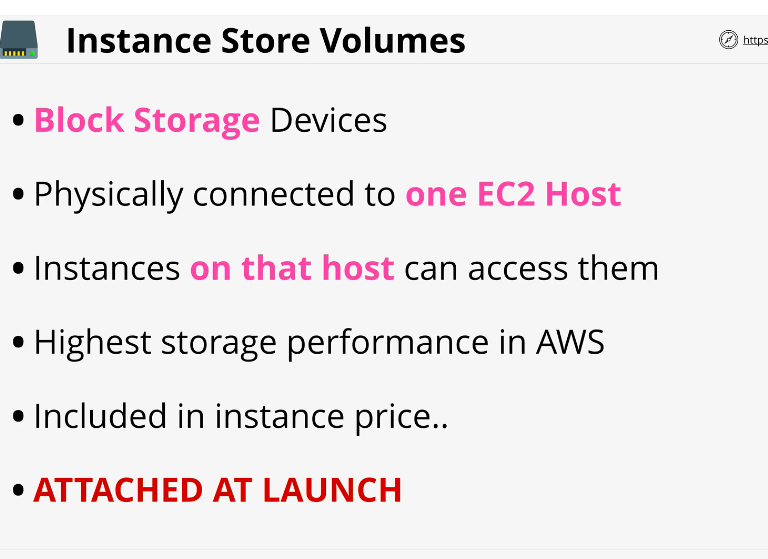 Instance Store Volumes
https
• Block Storage Devices
• Physically connected to one EC2 Host
• Instances on that host can access them
• Highest storage performance in AWS
• Included in instance price..
• ATTACHED AT LAUNCH